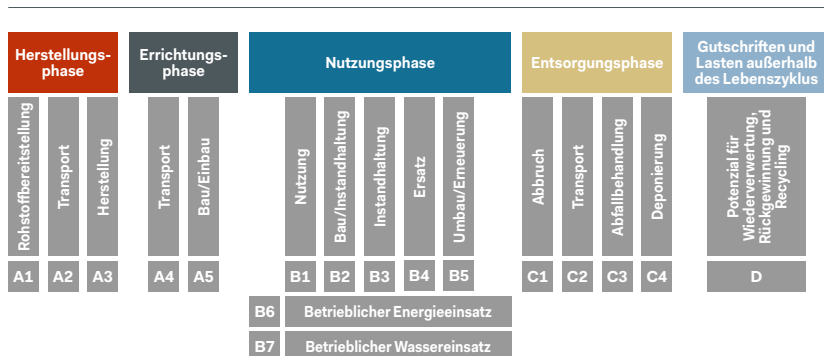 Herstellungs-
phase
Errichtungs-
phase
Nutzungsphase
Entsorgungsphase
Gutschriften und
Lasten außerhalb
des Lebenszyklus
Rohstoffbereitstellung
Transport
Herstellung
Transport
Bau/Einbau
Nutzung
Bau/Instandhaltung
Instandhaltung
Ersatz
Umbau/Erneuerung
Abbruch
Transport
Abfallbehandlung
Deponierung
Potenzial für
Wiederverwertung,
Rückgewinnung und
Recycling
A1
A2
A3
A4
A5
B1
B2
B3
B4
B5
C1
C2
C3
C4
D
B6
Betrieblicher Energieeinsatz
B7
Betrieblicher Wassereinsatz